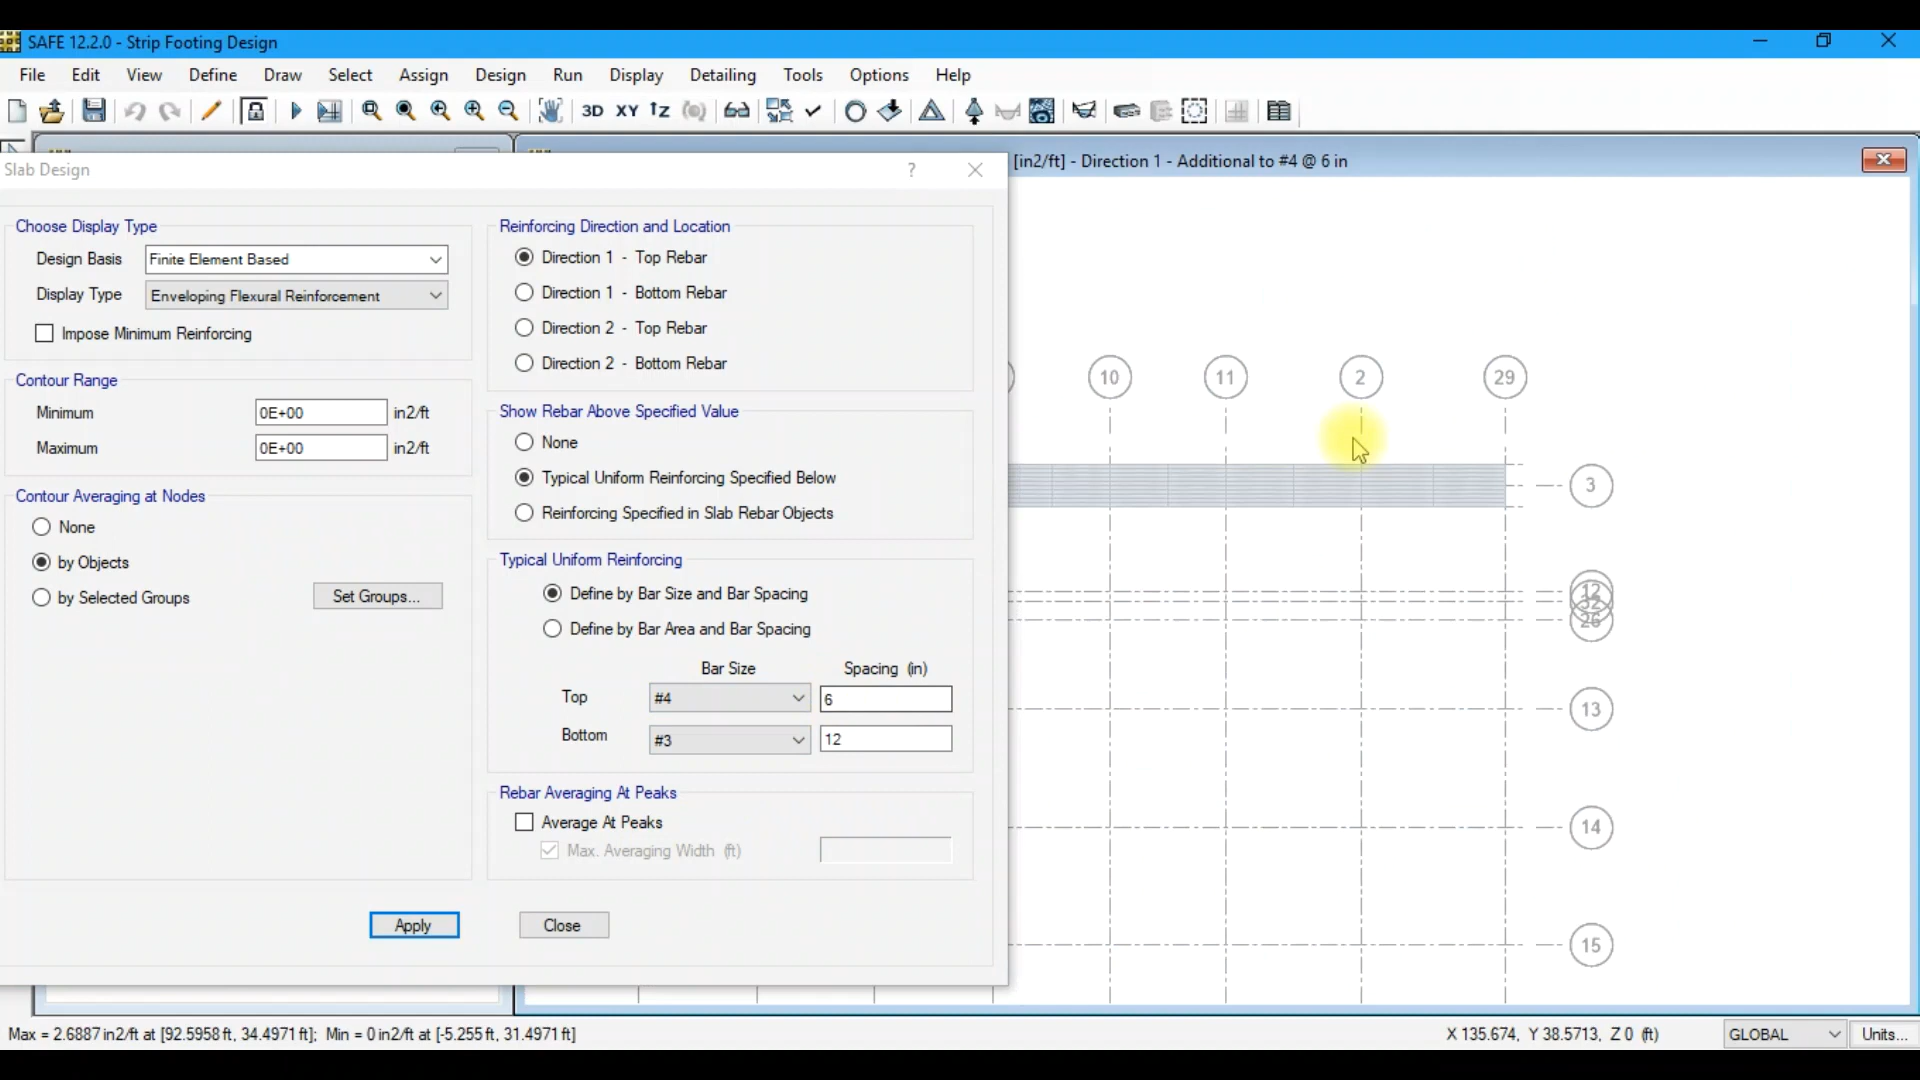 SAFE 12.2.0 - Strip Footing Design
File Edit View Define Draw Select Assign Design Run Display Detailing Tools Options Help
3D XY
[in2/ft] - Direction 1 - Additional to #4 @ 6 in
Slab Design
?
Choose Display Type
Design Basis Finite Element Based
Display Type Enveloping Flexural Reinforcement
Impose Minimum Reinforcing
Contour Range
Minimum 0E+00 in2/ft
Maximum 0E+00 in2/ft
Contour Averaging at Nodes
None
by Objects
by Selected Groups Set Groups...
Reinforcing Direction and Location
Direction 1 - Top Rebar
Direction 1 - Bottom Rebar
Direction 2 - Top Rebar
Direction 2 - Bottom Rebar
Show Rebar Above Specified Value
None
Typical Uniform Reinforcing Specified Below
Reinforcing Specified in Slab Rebar Objects
Typical Uniform Reinforcing
Define by Bar Size and Bar Spacing
Define by Bar Area and Bar Spacing
Bar Size Spacing (in)
Top #4 6
Bottom #3 12
Rebar Averaging At Peaks
Average At Peaks
Max. Averaging Width (ft)
Apply Close
10 11 2 29
3
12
32
26
13
14
15
Max = 2.6887 in2/ft at [92.5958 ft, 34.4971 ft]; Min = 0 in2/ft at [-5.255 ft, 31.4971 ft]
X 135.674, Y 38.5713, Z 0 (ft)
GLOBAL
Units...